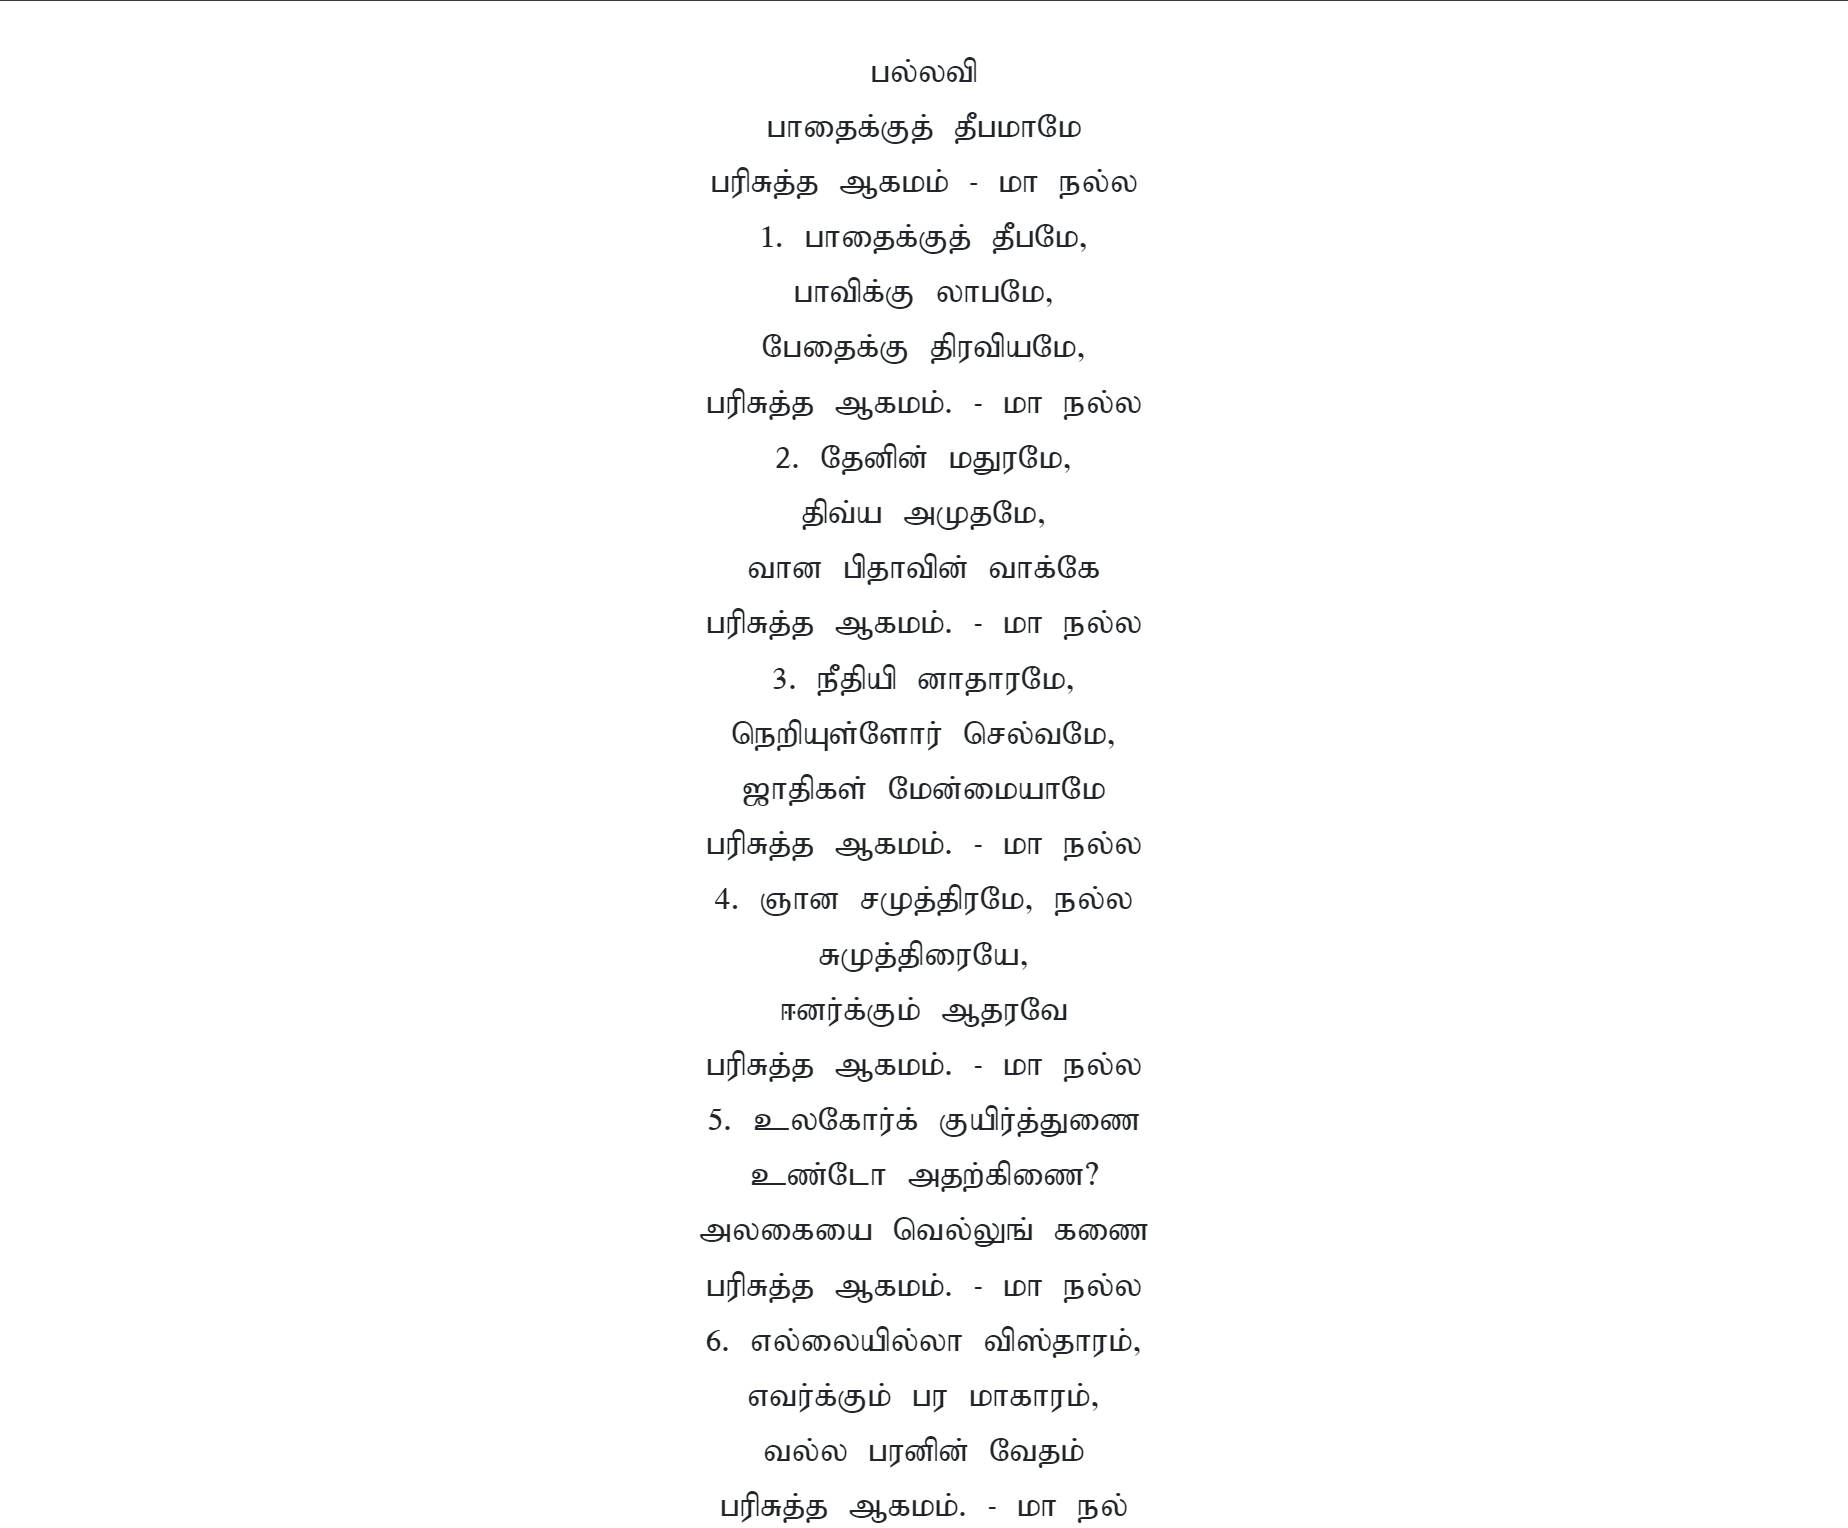 பல்லவி
பாதைக்குத் தீபமாமே
பரிசுத்த ஆகமம் - மா நல்ல
1. பாதைக்குத் தீபமே,
பாவிக்கு லாபமே,
பேதைக்கு திரவியமே,
பரிசுத்த ஆகமம். - மா நல்ல
2. தேனின் மதுரமே,
திவ்ய அமுதமே,
வான பிதாவின் வாக்கே
பரிசுத்த ஆகமம். - மா நல்ல
3. நீதியி னாதாரமே,
நெறியுள்ளோர் செல்வமே,
ஜாதிகள் மேன்மையாமே
பரிசுத்த ஆகமம். - மா நல்ல
4. ஞான சமுத்திரமே, நல்ல
சுமுத்திரையே,
ஈனர்க்கும் ஆதரவே
பரிசுத்த ஆகமம். - மா நல்ல
5. உலகோர்க் குயிர்த்துணை
உண்டோ அதற்கிணை?
அலகையை வெல்லுங் கணை
பரிசுத்த ஆகமம். - மா நல்ல
6. எல்லையில்லா விஸ்தாரம்,
எவர்க்கும் பர மாகாரம்,
வல்ல பரனின் வேதம்
பரிசுத்த ஆகமம். - மா நல்